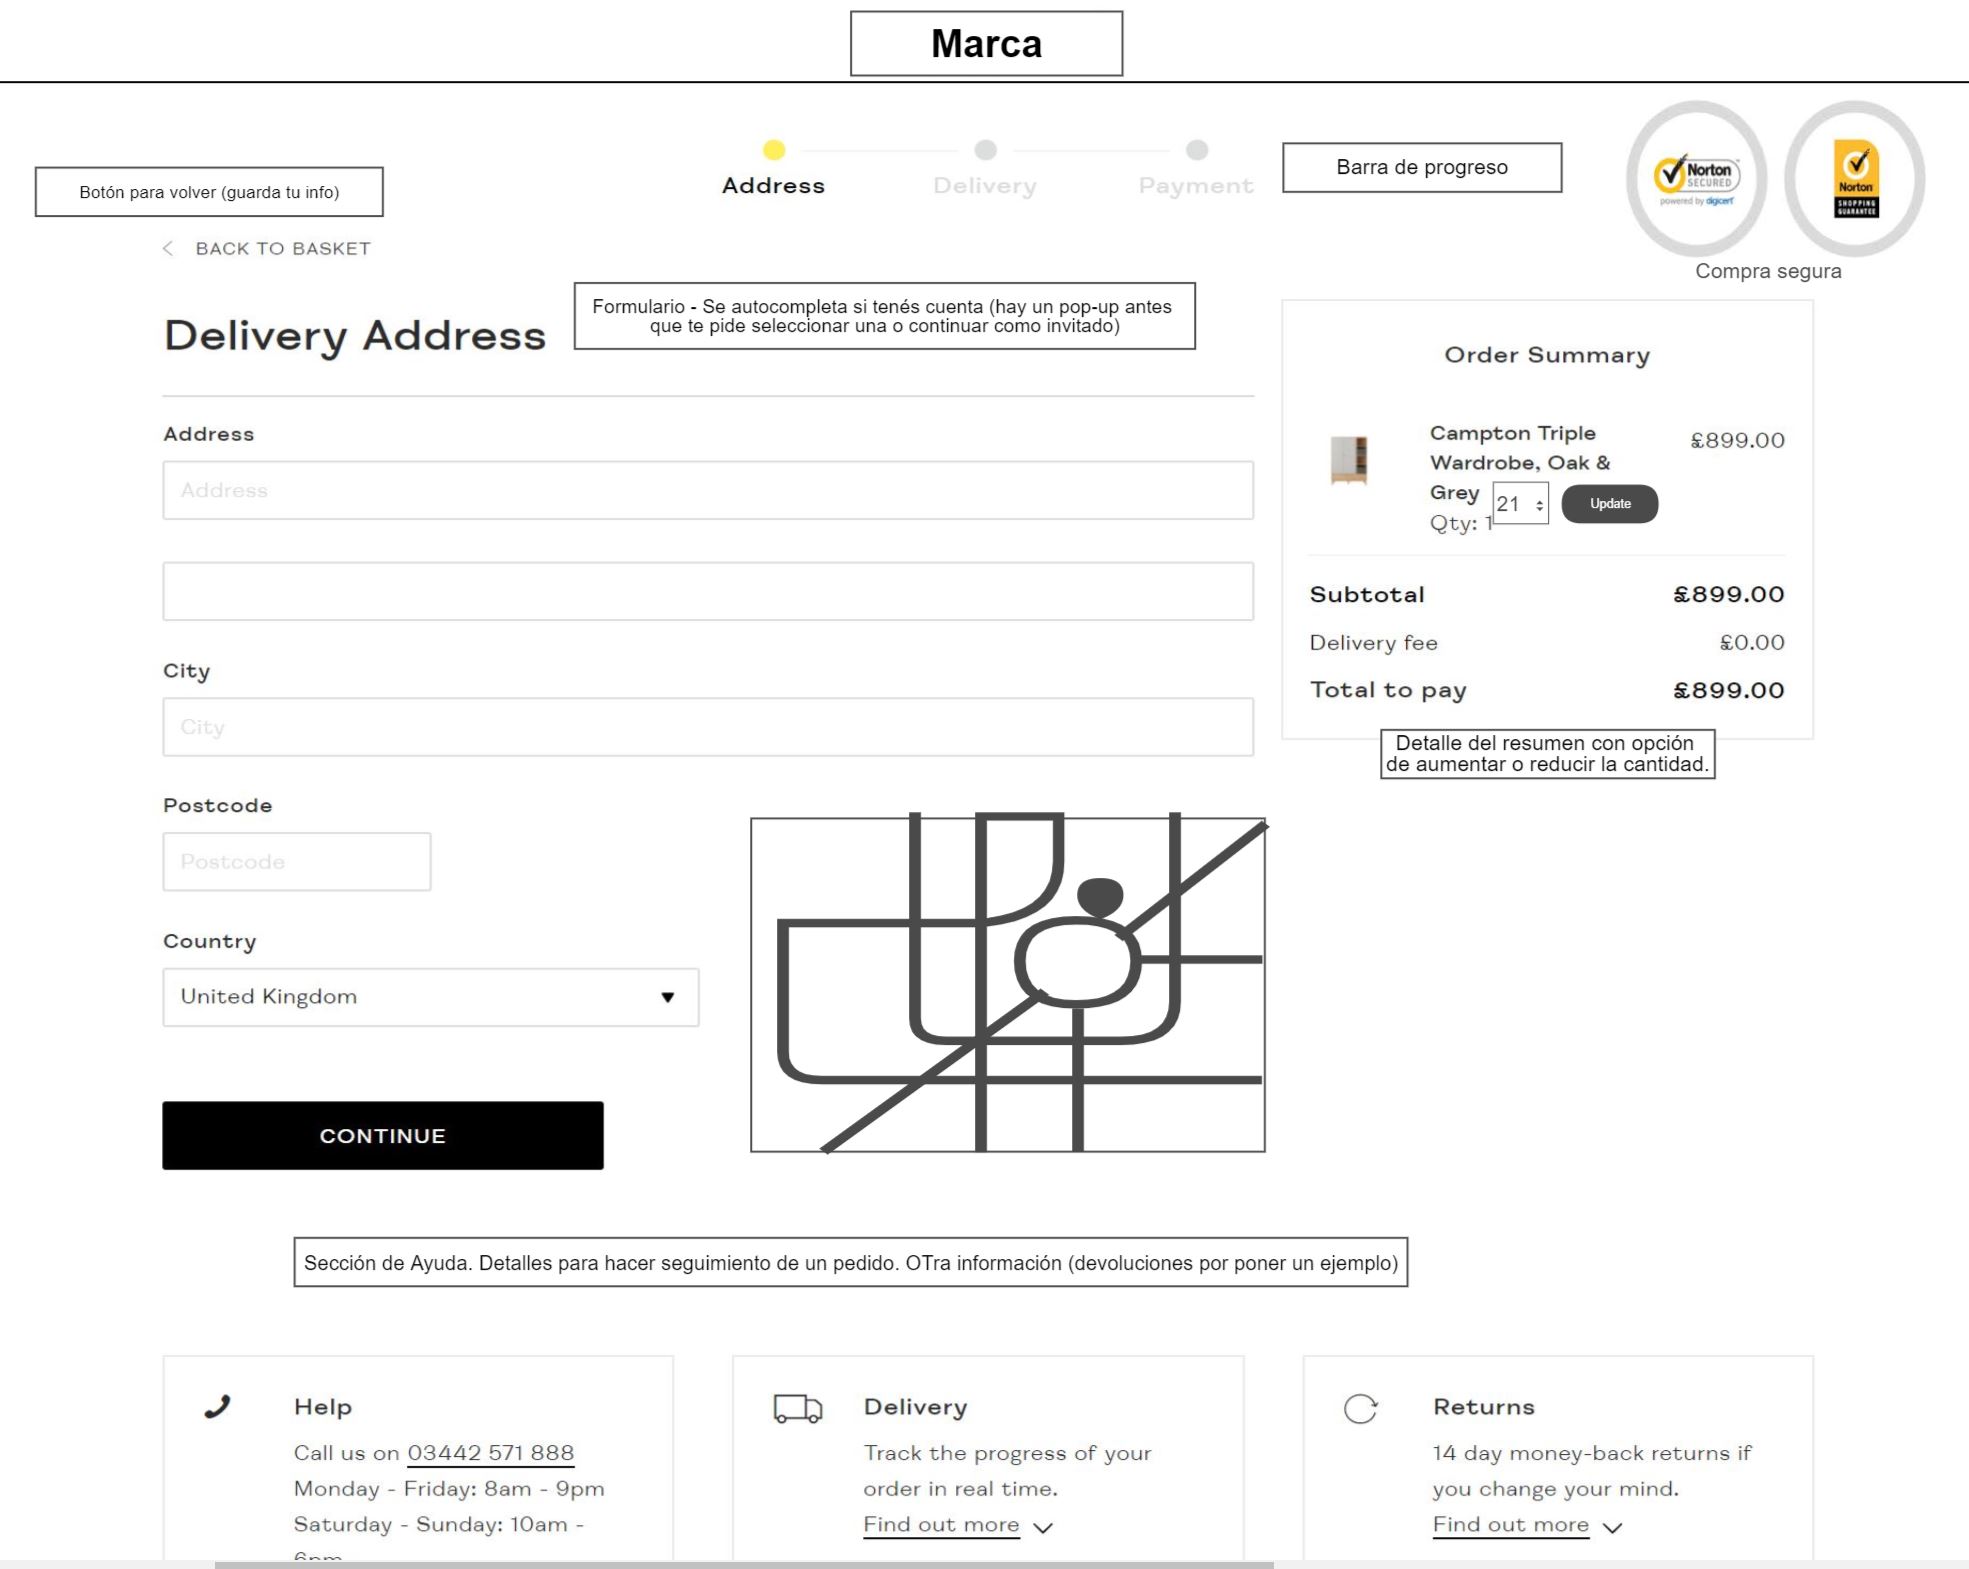 Marca
Address
Delivery
Payment
Barra de progreso
Norton
SECURED
powered by digicert
Norton
SHOPPING
GUARANTEE
Botón para volver (guarda tu info)
BACK TO BASKET
Compra segura
Formulario - Se autocompleta si tenés cuenta (hay un pop-up antes
que te pide seleccionar una o continuar como invitado)
Delivery Address
Address
Address
City
City
Postcode
Postcode
Country
United Kingdom
CONTINUE
Order Summary
Campton Triple £899.00
Wardrobe, Oak &
Grey
Qty: 1
21
Update
Subtotal £899.00
Delivery fee £0.00
Total to pay £899.00
Detalle del resumen con opción
de aumentar o reducir la cantidad.
Sección de Ayuda. Detalles para hacer seguimiento de un pedido. OTra información (devoluciones por poner un ejemplo)
Help
Call us on 03442 571 888
Monday - Friday: 8am - 9pm
Saturday - Sunday: 10am -
6pm
Delivery
Track the progress of your
order in real time.
Find out more
Returns
14 day money-back returns if
you change your mind.
Find out more